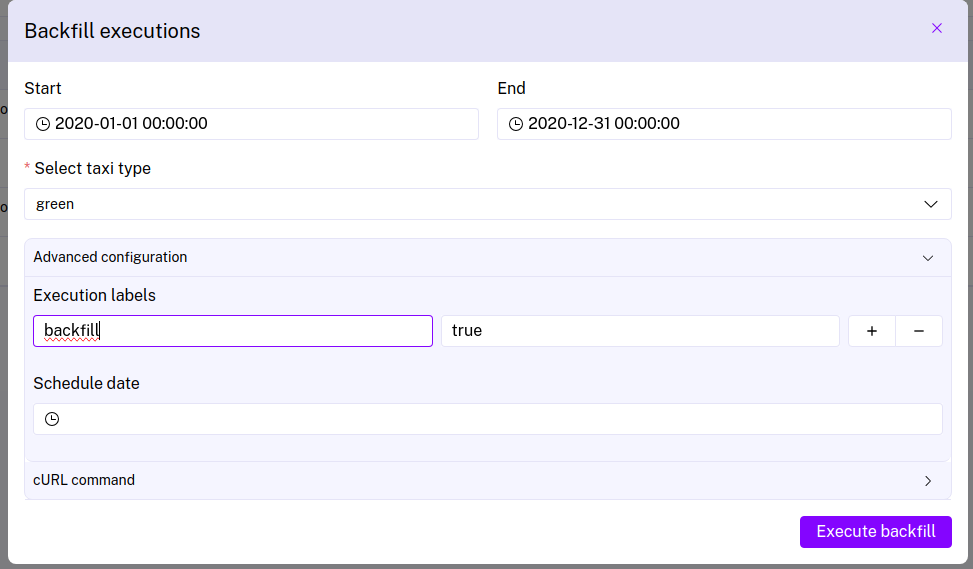 Backfill executions
Start
End
2020-01-01 00:00:00
2020-12-31 00:00:00
* Select taxi type
green
Advanced configuration
Execution labels
backfill
true
Schedule date
cURL command
Execute backfill